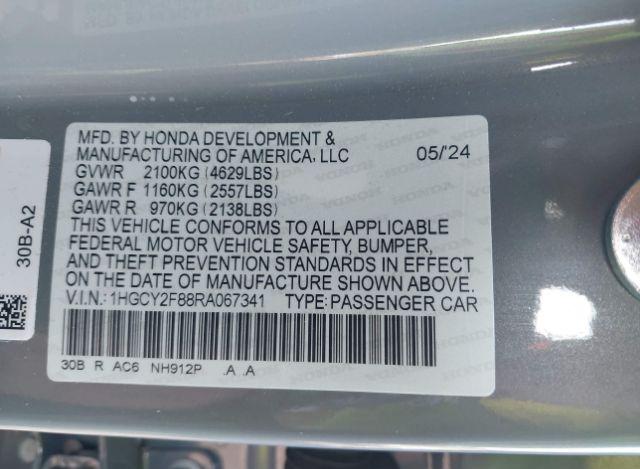 MFD. BY HONDA DEVELOPMENT &
MANUFACTURING OF AMERICA, LLC 05/'24
GVWR 2100KG (4629LBS)
GAWR F 1160KG (2557LBS)
GAWR R 970KG (2138LBS)
THIS VEHICLE CONFORMS TO ALL APPLICABLE
FEDERAL MOTOR VEHICLE SAFETY, BUMPER,
AND THEFT PREVENTION STANDARDS IN EFFECT
ON THE DATE OF MANUFACTURE SHOWN ABOVE.
V.I.N.: 1HGCY2F88RA067341 TYPE: PASSENGER CAR
30B R AC6 NH912P .A .A
30B-A2